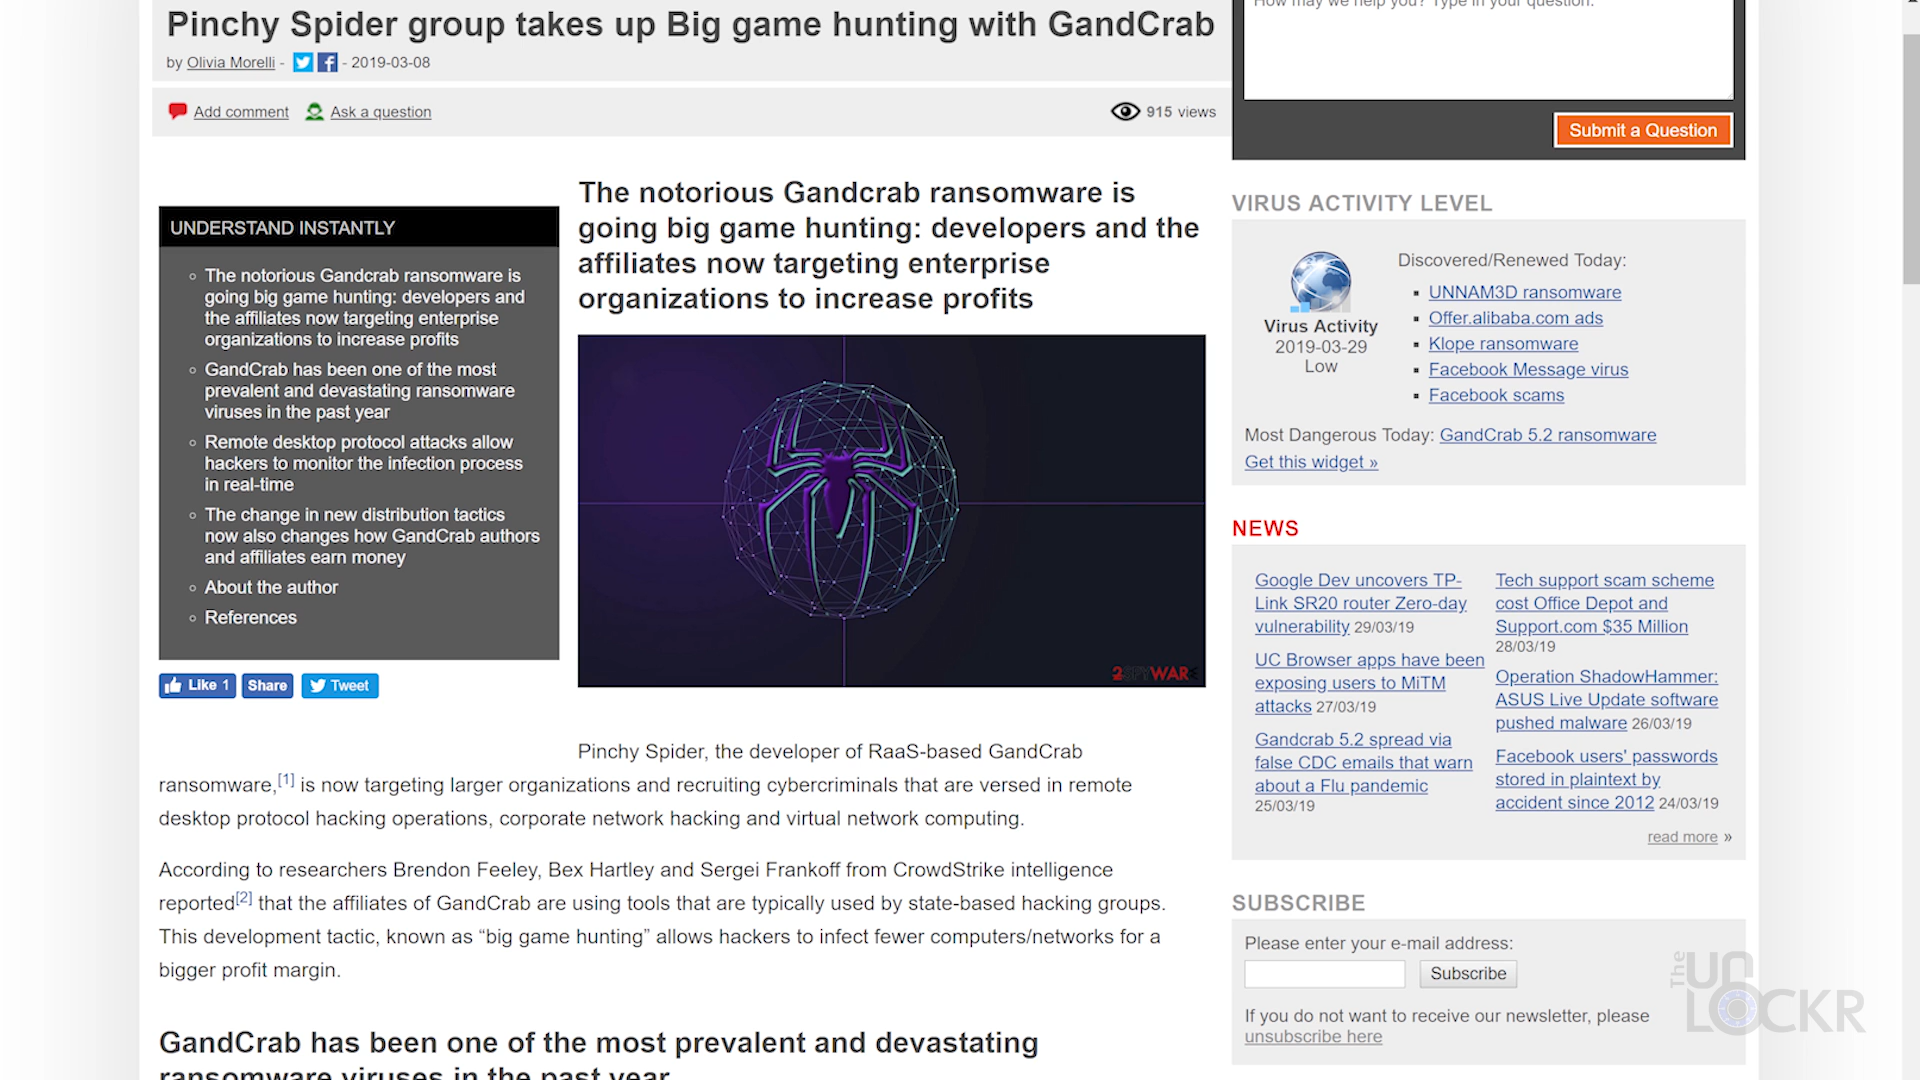 Pinchy Spider group takes up Big game hunting with GandCrab
by Olivia Morelli - - 2019-03-08
Add comment Ask a question 915 views
UNDERSTAND INSTANTLY
The notorious Gandcrab ransomware is
going big game hunting: developers and
the affiliates now targeting enterprise
organizations to increase profits
GandCrab has been one of the most
prevalent and devastating ransomware
viruses in the past year
Remote desktop protocol attacks allow
hackers to monitor the infection process
in real-time
The change in new distribution tactics
now also changes how GandCrab authors
and affiliates earn money
About the author
References
Like 1 Share Tweet
The notorious Gandcrab ransomware is
going big game hunting: developers and the
affiliates now targeting enterprise
organizations to increase profits
2SPYWARE
Pinchy Spider, the developer of RaaS-based GandCrab
ransomware,[1] is now targeting larger organizations and recruiting cybercriminals that are versed in remote
desktop protocol hacking operations, corporate network hacking and virtual network computing.
According to researchers Brendon Feeley, Bex Hartley and Sergei Frankoff from CrowdStrike intelligence
reported[2] that the affiliates of GandCrab are using tools that are typically used by state-based hacking groups.
This development tactic, known as “big game hunting” allows hackers to infect fewer computers/networks for a
bigger profit margin.
GandCrab has been one of the most prevalent and devastating
ransomware viruses in the past year
How may we help you? Type in your question.
Submit a Question
VIRUS ACTIVITY LEVEL
Virus Activity
2019-03-29
Low
Discovered/Renewed Today:
UNNAM3D ransomware
Offer.alibaba.com ads
Klope ransomware
Facebook Message virus
Facebook scams
Most Dangerous Today: GandCrab 5.2 ransomware
Get this widget »
NEWS
Google Dev uncovers TP-
Link SR20 router Zero-day
vulnerability 29/03/19
UC Browser apps have been
exposing users to MiTM
attacks 27/03/19
Gandcrab 5.2 spread via
false CDC emails that warn
about a Flu pandemic
25/03/19
Tech support scam scheme
cost Office Depot and
Support.com $35 Million
28/03/19
Operation ShadowHammer:
ASUS Live Update software
pushed malware 26/03/19
Facebook users' passwords
stored in plaintext by
accident since 2012 24/03/19
read more »
SUBSCRIBE
Please enter your e-mail address:
Subscribe
If you do not want to receive our newsletter, please
unsubscribe here
The UNLOCKR